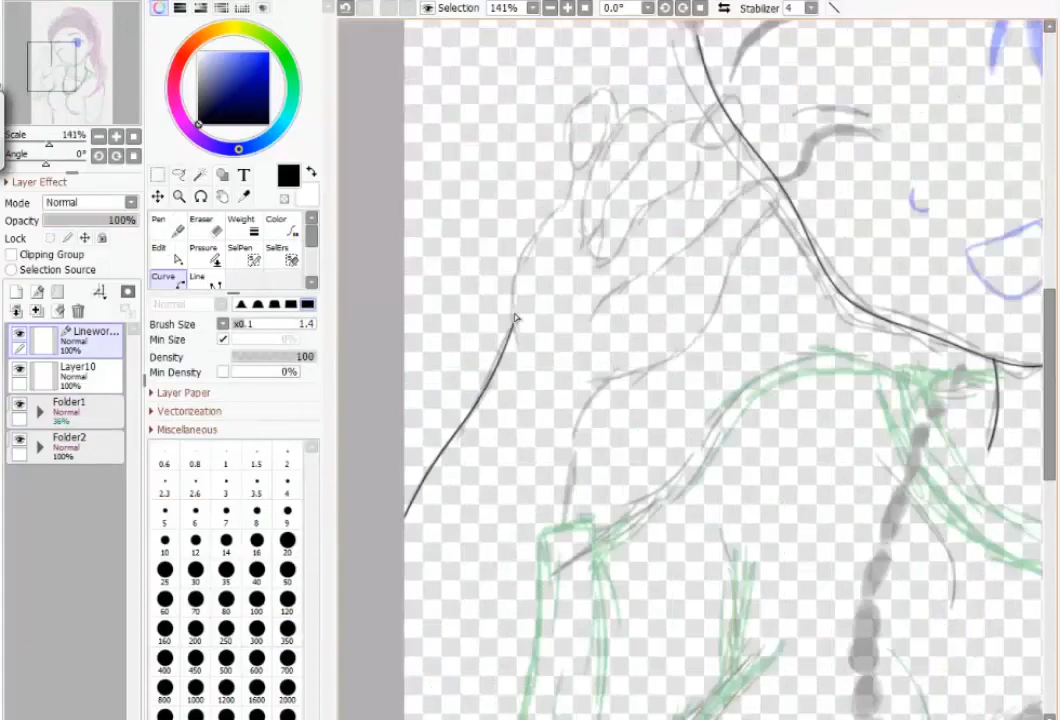 Selection 141% 0.0° Stabilizer 4
Scale 141%
Angle 0°
Layer Effect
Mode Normal
Opacity 100%
Lock
Clipping Group
Selection Source
Linewor...
Normal
100%
Layer10
Normal
100%
Folder1
Normal
36%
Folder2
Normal
100%
T
Pen Eraser Weight Color
Edit Prssure SelPen SelErs
Curve Line
Normal
Brush Size x0.1 1.4
Min Size 0%
Density 100
Min Density 0%
Layer Paper
Vectorizeation
Miscellaneous
0.6 0.8 1 1.5 2
2.3 2.6 3 3.5 4
5 6 7 8 9
10 12 14 16 20
25 30 35 40 50
60 70 80 100 120
160 200 250 300 350
400 450 500 600 700
800 1000 1200 1600 2000